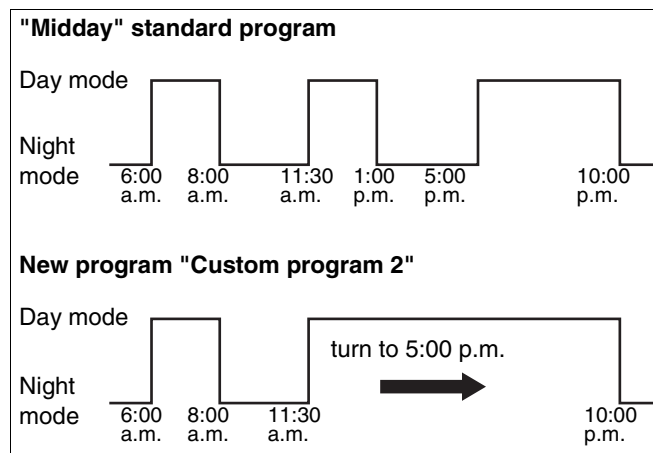 "Midday" standard program
Day mode
Night
mode
6:00 8:00 11:30 1:00 5:00 10:00
a.m. a.m. a.m. p.m. p.m. p.m.
New program "Custom program 2"
Day mode
turn to 5:00 p.m.
Night
mode
6:00 8:00 11:30 10:00
a.m. a.m. a.m. p.m.